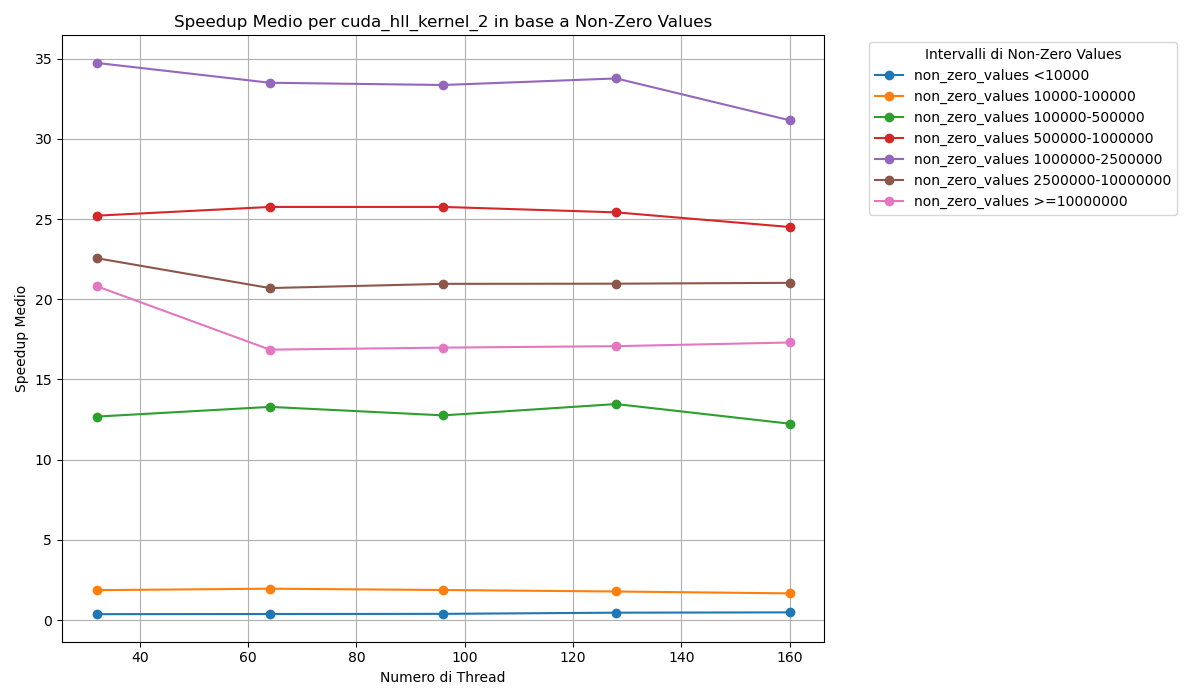 Speedup Medio per cuda_hll_kernel_2 in base a Non-Zero Values
Intervalli di Non-Zero Values
non_zero_values <10000
non_zero_values 10000-100000
non_zero_values 100000-500000
non_zero_values 500000-1000000
non_zero_values 1000000-2500000
non_zero_values 2500000-10000000
non_zero_values >=10000000
Speedup Medio
35
30
25
20
15
10
5
0
40
60
80
100
120
140
160
Numero di Thread